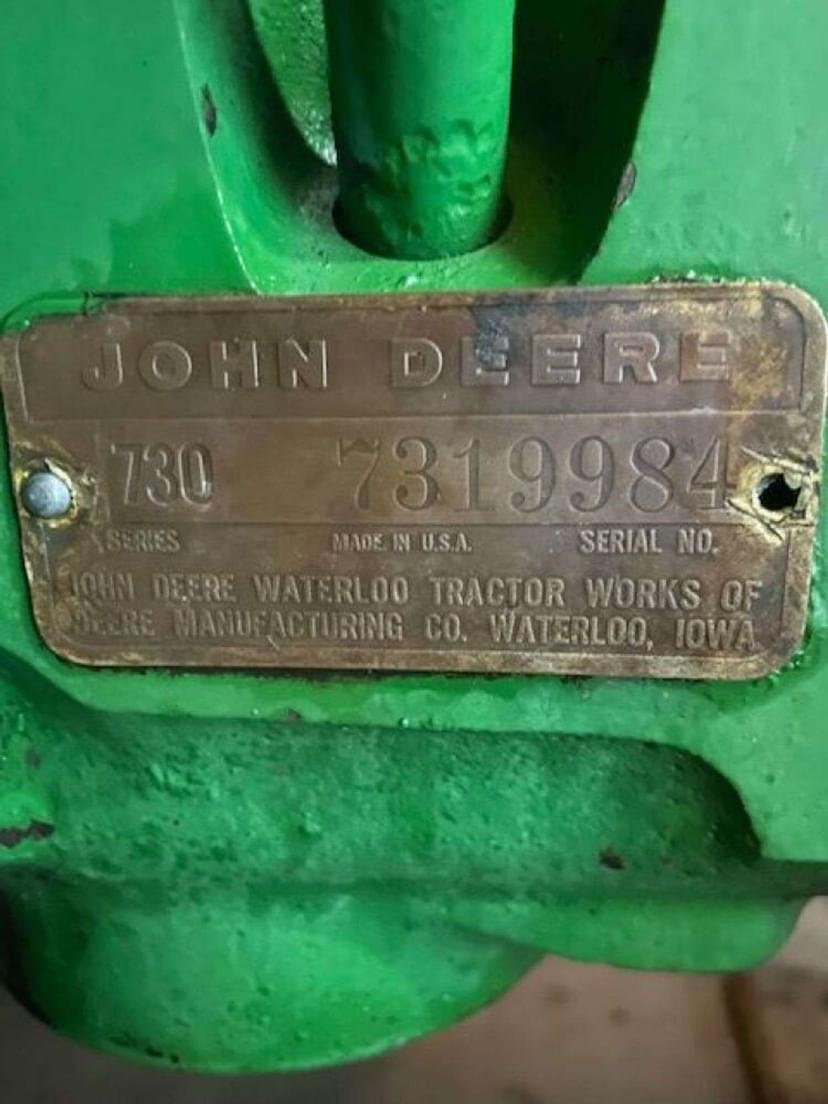 JOHN DEERE
730 7319984
SERIES MADE IN U.S.A. SERIAL NO.
JOHN DEERE WATERLOO TRACTOR WORKS OF
DEERE MANUFACTURING CO. WATERLOO, IOWA